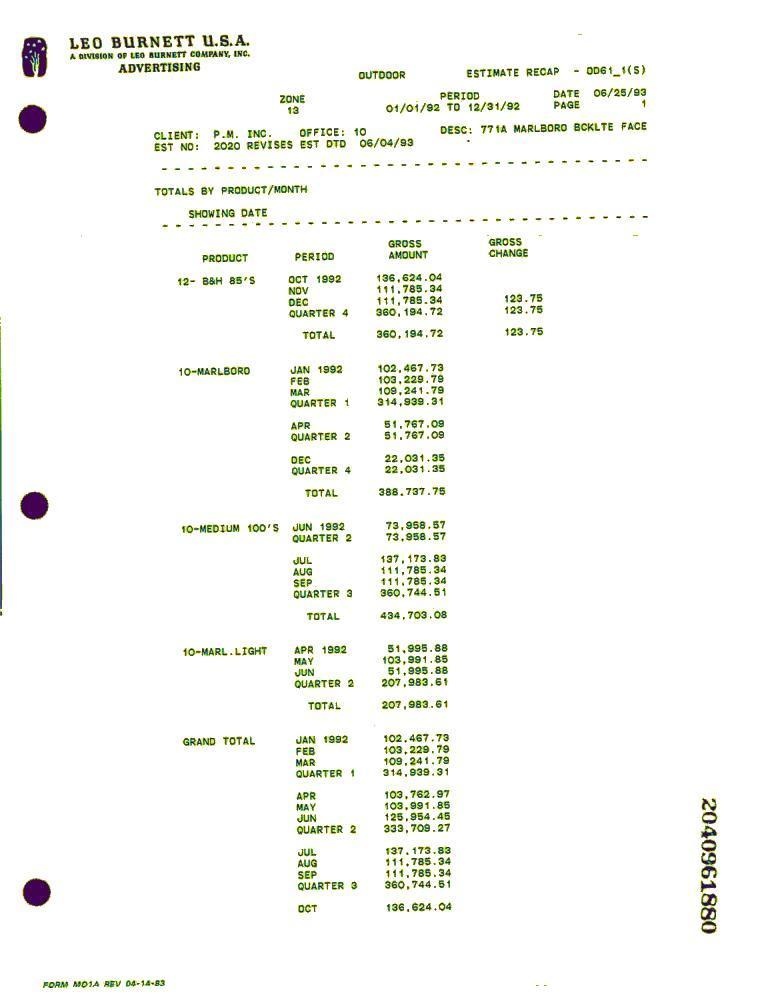 LEO BURNETT U.S.A.
A DIVISION OF LEO BURNETT COMPANY, INC.
ADVERTISING
OUTDOOR ESTIMATE RECAP - OD61_1(S)
ZONE PERIOD DATE 06/25/93
13 01/01/92 TO 12/31/92 PAGE 1
CLIENT: P.M. INC. OFFICE: 10 DESC: 771A MARLBORO BCKLTE FACE
EST NO: 2020 REVISES EST DTD 06/04/93
TOTALS BY PRODUCT/MONTH
SHOWING DATE
GROSS GROSS
PRODUCT PERIOD AMOUNT CHANGE
12- B&H 85'S OCT 1992 136,624.04
NOV 111,785.34
DEC 111,785.34 123.75
QUARTER 4 360,194.72 123.75
TOTAL 360,194.72 123.75
10-MARLBORO JAN 1992 102,467.73
FEB 103,229.79
MAR 109,241.79
QUARTER 1 314,939.31
APR 51,767.09
QUARTER 2 51,767.09
DEC 22,031.35
QUARTER 4 22,031.35
TOTAL 388,737.75
10-MEDIUM 100'S JUN 1992 73,958.57
QUARTER 2 73,958.57
JUL 137,173.83
AUG 111,785.34
SEP 111,785.34
QUARTER 3 360,744.51
TOTAL 434,703.08
10-MARL.LIGHT APR 1992 51,995.88
MAY 103,991.85
JUN 51,995.88
QUARTER 2 207,983.61
TOTAL 207,983.61
GRAND TOTAL JAN 1992 102,467.73
FEB 103,229.79
MAR 109,241.79
QUARTER 1 314,939.31
APR 103,762.97
MAY 103,991.85
JUN 125,954.45
QUARTER 2 333,709.27
JUL 137,173.83
AUG 111,785.34
SEP 111,785.34
QUARTER 3 360,744.51
OCT 136,624.04
2040961880
FORM MO1A REV 04-14-83